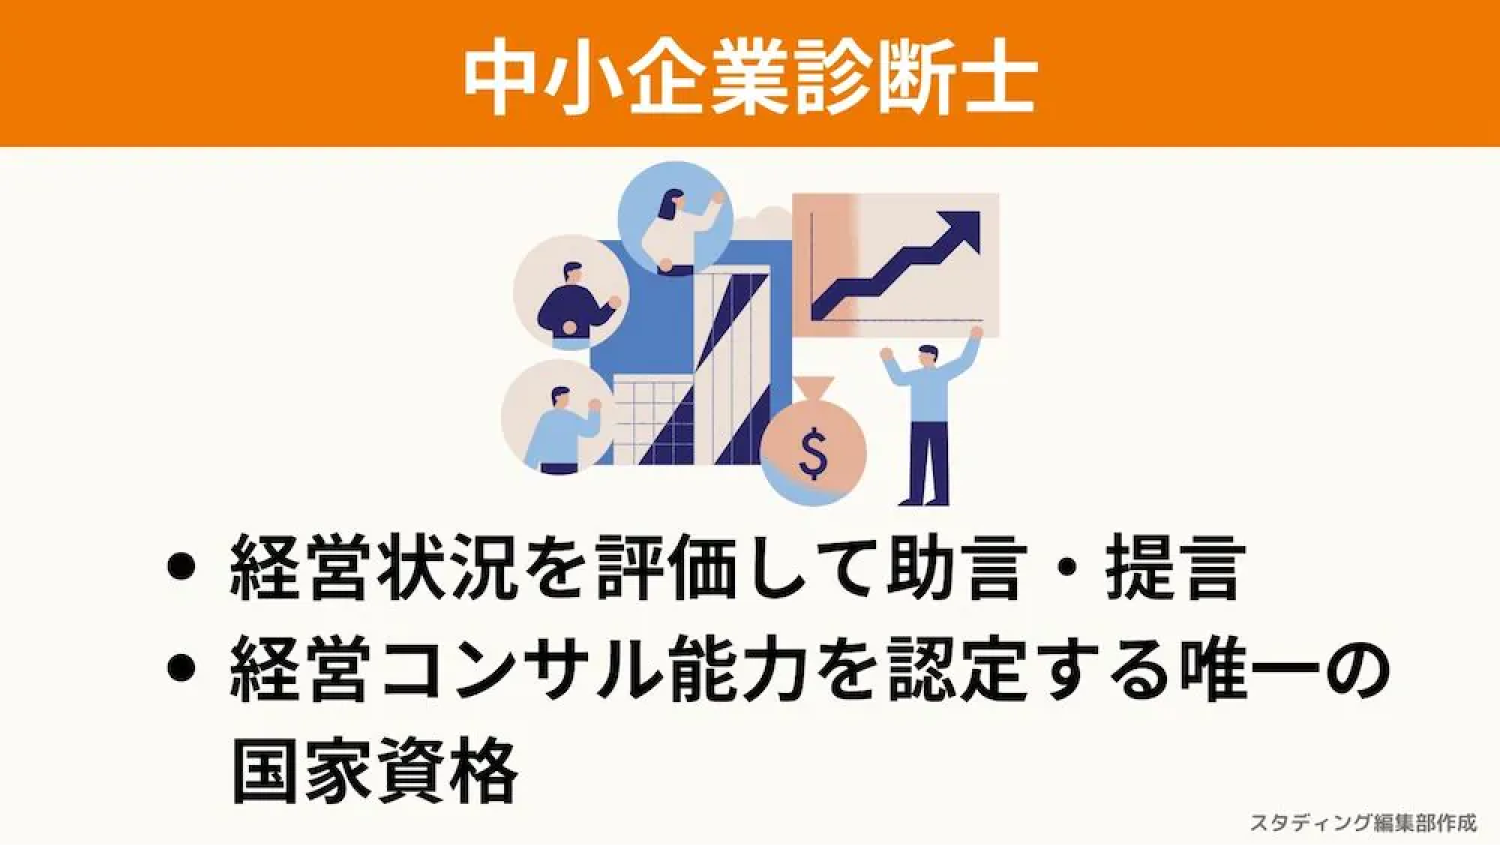 中小企業診断士
$
• 経営状況を評価して助言・提言
• 経営コンサル能力を認定する唯一の
国家資格
スタディング編集部作成